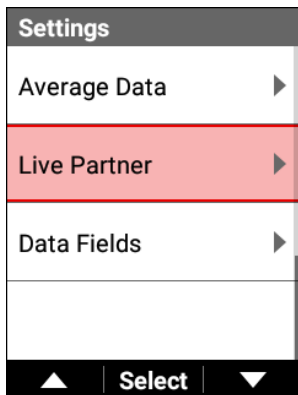 Settings
Average Data
Live Partner
Data Fields
Select